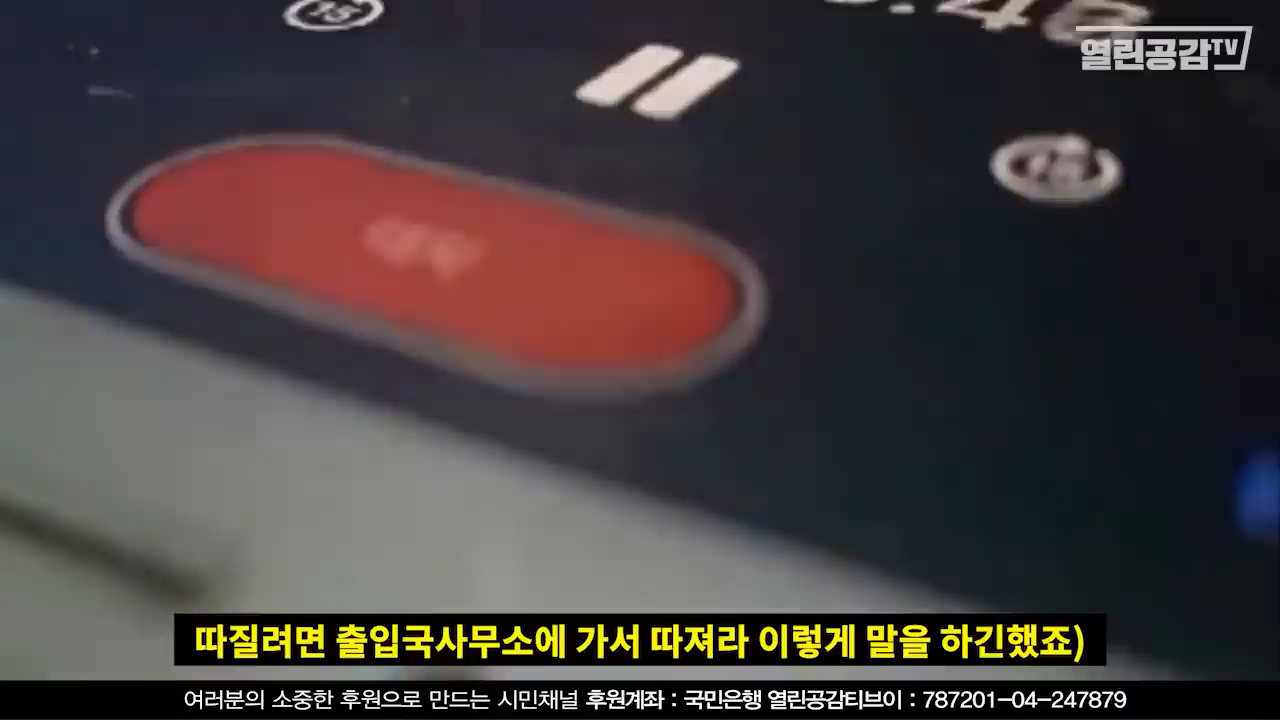 15
열린공감TV
15
따질려면 출입국사무소에 가서 따져라 이렇게 말을 하긴했죠)
여러분의 소중한 후원으로 만드는 시민채널 후원계좌 : 국민은행 열린공감티브이 : 787201-04-247879